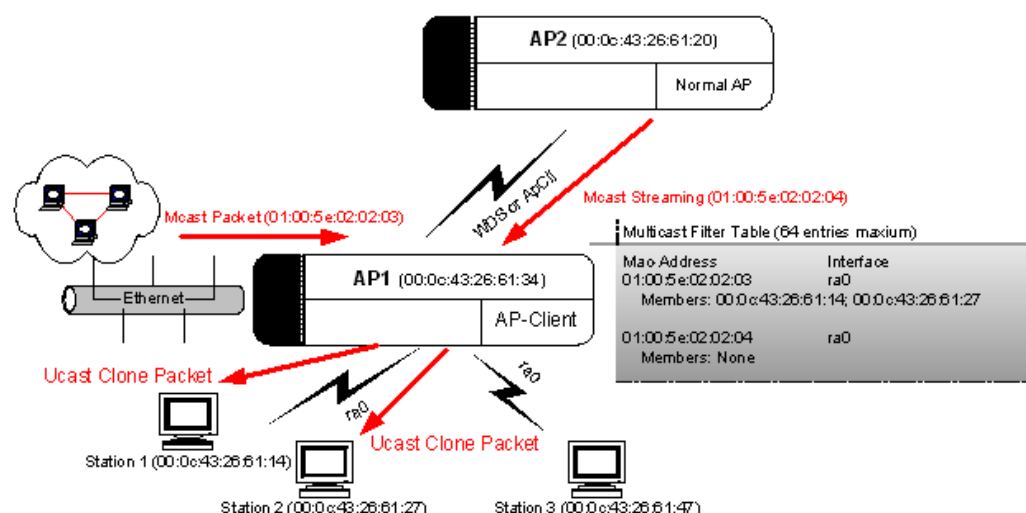 AP2 (00:0c:43:26:61:20)
Normal AP
WDS or ApCli
Mcast Packet (01:00:5e:02:02:03)
Mcast Streaming (01:00:5e:02:02:04)
Multicast Filter Table (64 entries maxium)
Mac Address Interface
01:00:5e:02:02:03 ra0
Members: 00:0c:43:26:61:14; 00:0c:43:26:61:27
01:00:5e:02:02:04 ra0
Members: None
AP1 (00:0c:43:26:61:34)
AP-Client
Ethernet
Ucast Clone Packet
ra0
ra0
Ucast Clone Packet
Station 1 (00:0c:43:26:61:14)
Station 2 (00:0c:43:26:61:27)
Station 3 (00:0c:43:26:61:47)